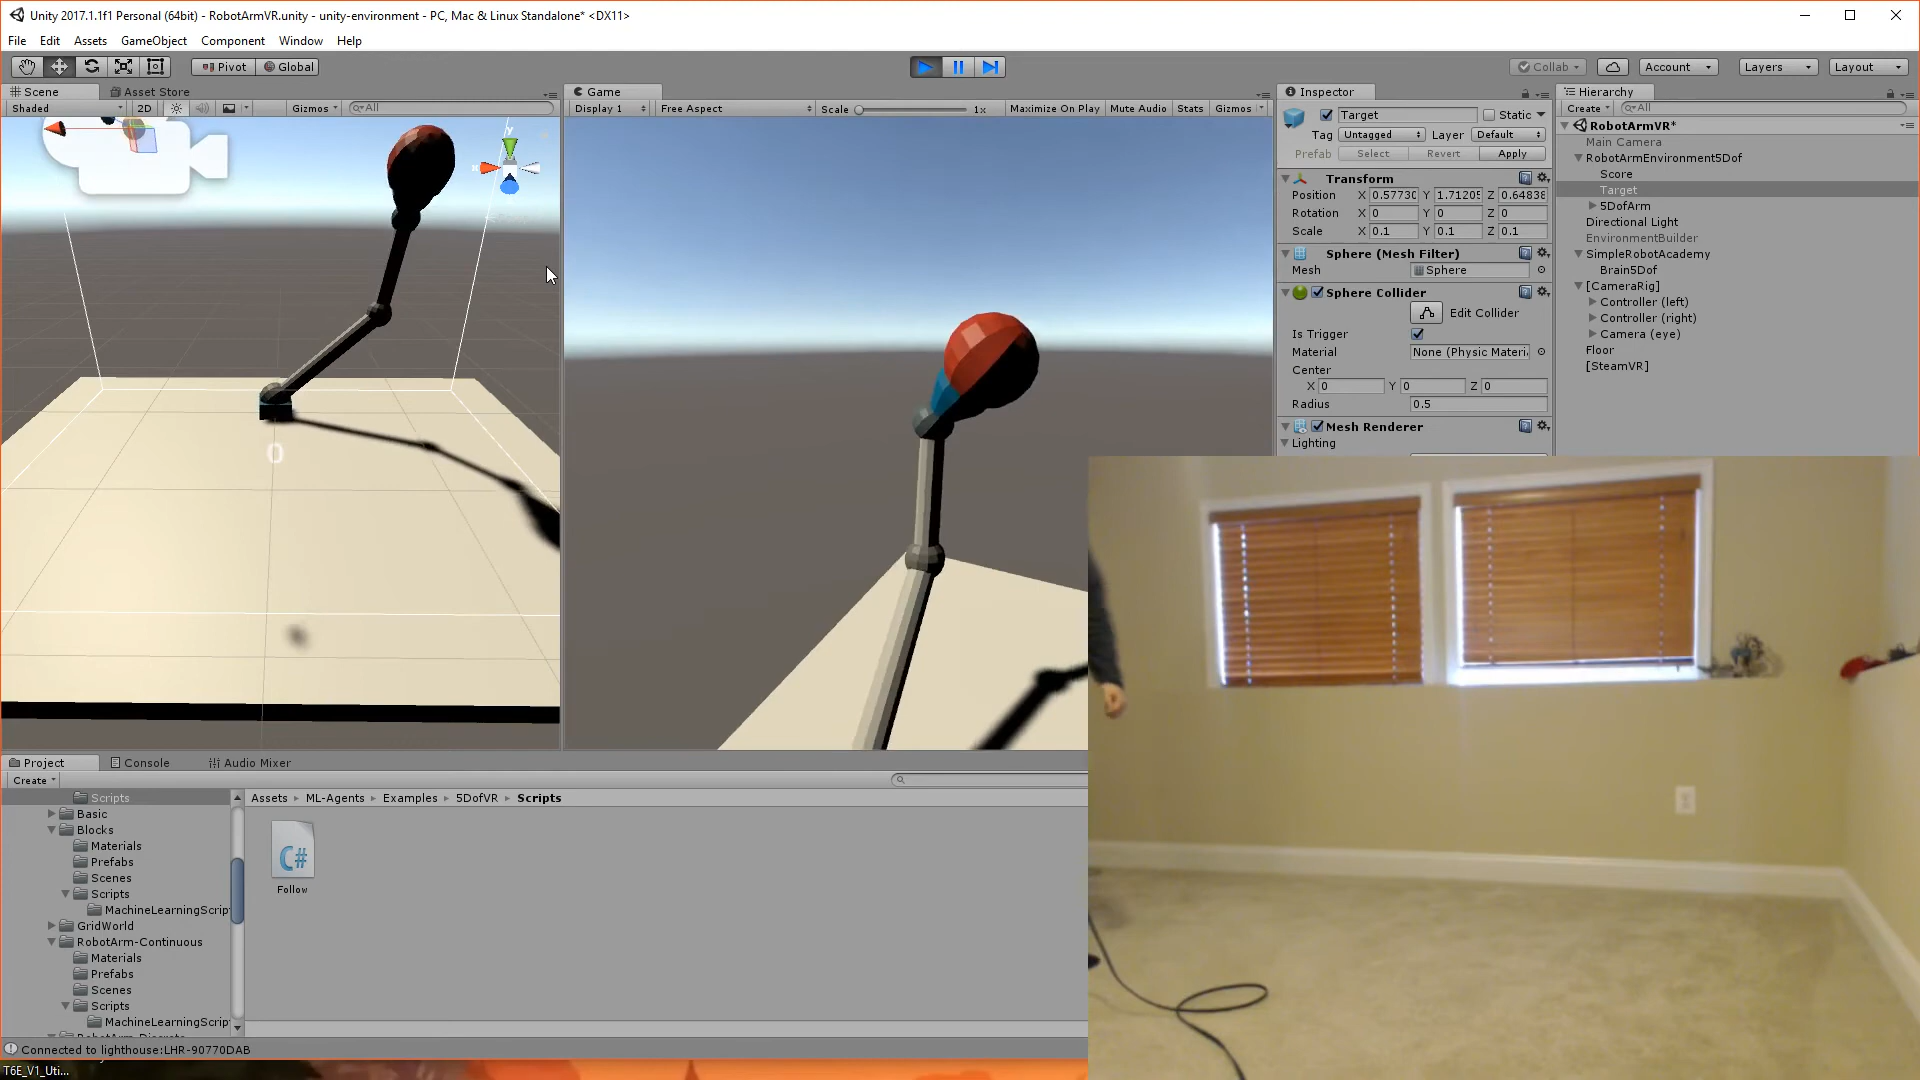 Unity 2017.1.1f1 Personal (64bit) - RobotArmVR.unity - unity-environment - PC, Mac & Linux Standalone* <DX11>
File Edit Assets GameObject Component Window Help
Pivot Global Collab Account Layers Layout
Scene Asset Store
Shaded 2D Gizmos All
Game
Display 1 Free Aspect Scale 1x Maximize On Play Mute Audio Stats Gizmos
y
x
0
Inspector
Target Static
Tag Untagged Layer Default
Prefab Select Revert Apply
Transform
Position X 0.5773 Y 1.7120 Z 0.6483
Rotation X 0 Y 0 Z 0
Scale X 0.1 Y 0.1 Z 0.1
Sphere (Mesh Filter)
Mesh Sphere
Sphere Collider
Edit Collider
Is Trigger
Material None (Physic Materi
Center
X 0 Y 0 Z 0
Radius 0.5
Mesh Renderer
Lighting
Hierarchy
Create All
RobotArmVR*
Main Camera
RobotArmEnvironment5Dof
Score
Target
5DofArm
Directional Light
EnvironmentBuilder
SimpleRobotAcademy
Brain5Dof
[CameraRig]
Controller (left)
Controller (right)
Camera (eye)
Floor
[SteamVR]
Project Console Audio Mixer
Create
Scripts
Basic
Blocks
Materials
Prefabs
Scenes
Scripts
MachineLearningScrip
GridWorld
RobotArm-Continuous
Materials
Prefabs
Scenes
Scripts
MachineLearningScrip
Assets ML-Agents Examples 5DofVR Scripts
C#
Follow
Connected to lighthouse:LHR-90770DAB
T6E_V1_Uti...